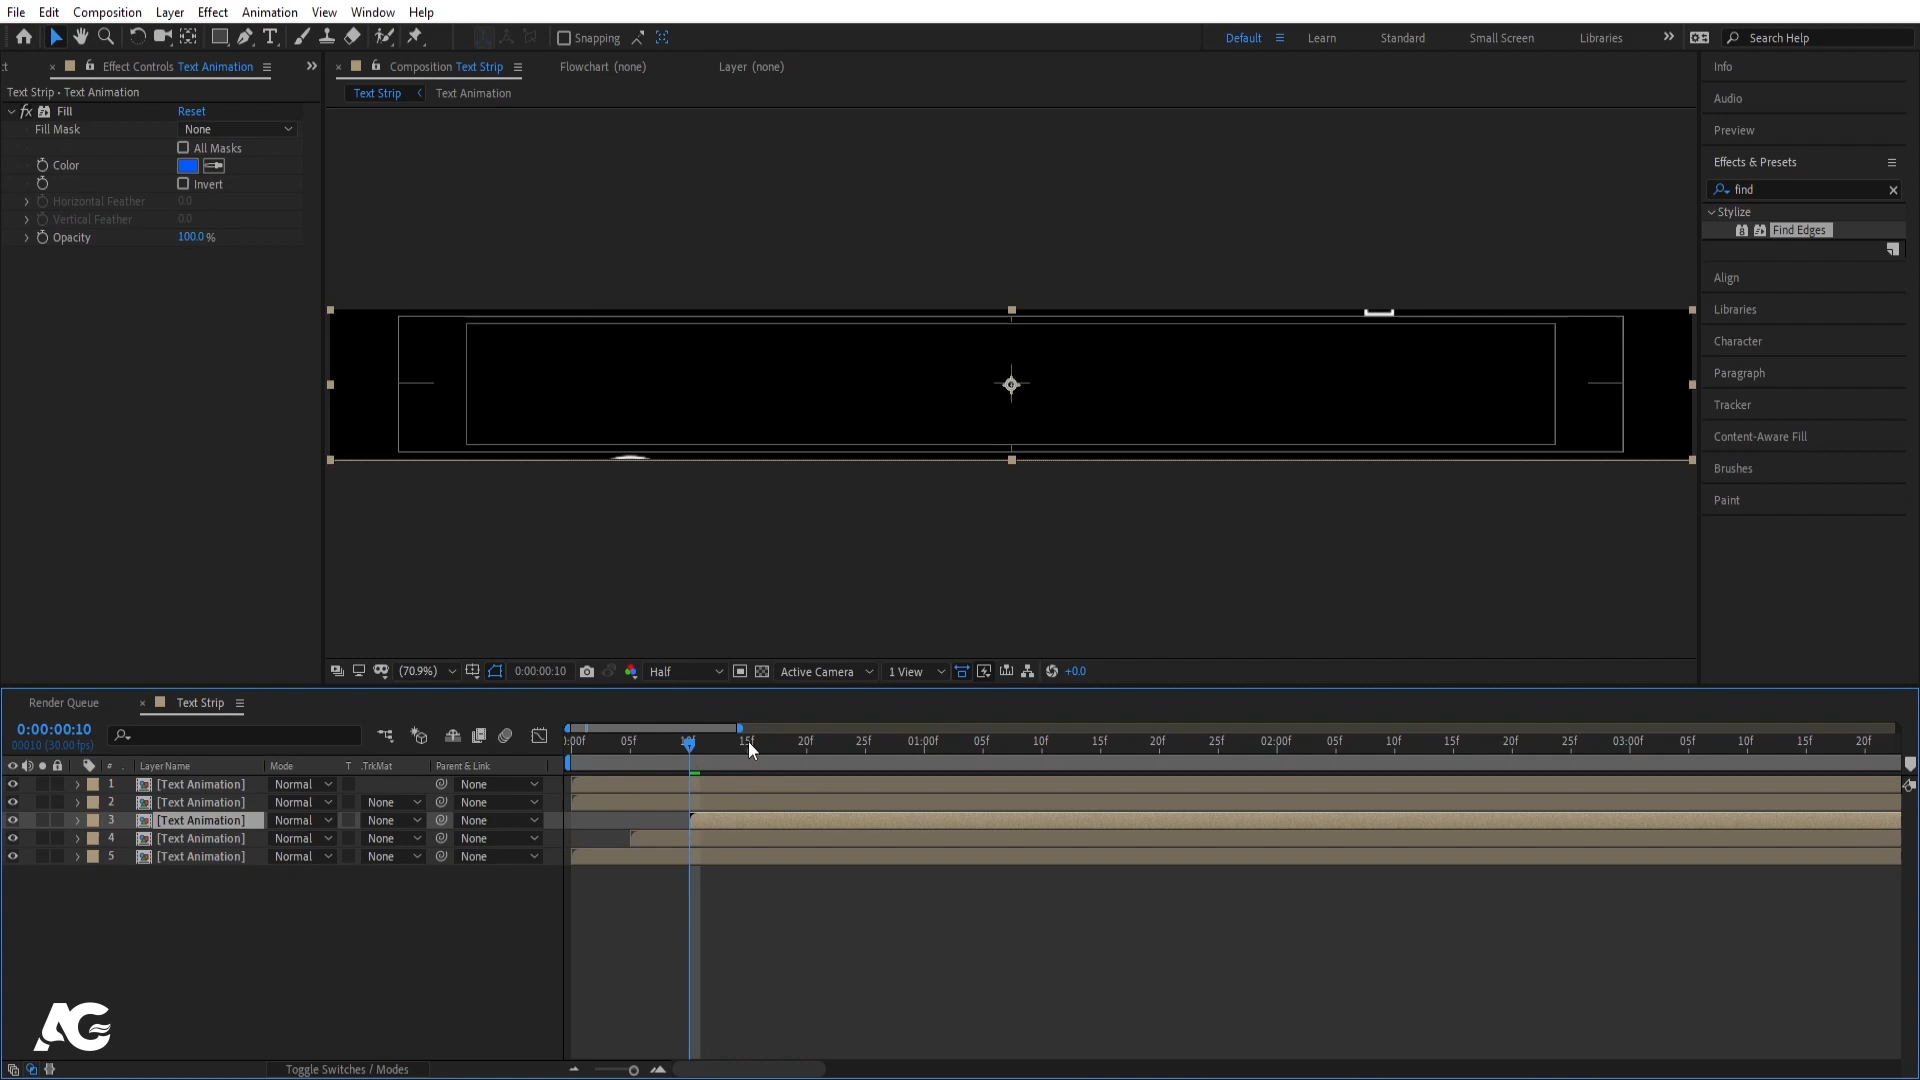 File Edit Composition Layer Effect Animation View Window Help
Snapping Default Learn Standard Small Screen Libraries Search Help
Effect Controls Text Animation
Composition Text Strip
Flowchart (none)
Layer (none)
Text Strip Text Animation
Text Strip • Text Animation
fx Fill Reset
Fill Mask None
All Masks
Color
Invert
Horizontal Feather 0.0
Vertical Feather 0.0
Opacity 100.0 %
Info
Audio
Preview
Effects & Presets
find
Stylize
Find Edges
Align
Libraries
Character
Paragraph
Tracker
Content-Aware Fill
Brushes
Paint
(70.9%) 0:00:00:10 Half Active Camera 1 View +0.0
Render Queue Text Strip
0:00:00:10
00010 (30.00 fps)
:00f 05f 10f 15f 20f 25f 01:00f 05f 10f 15f 20f 25f 02:00f 05f 10f 15f 20f 25f 03:00f 05f 10f 15f 20f
# . Layer Name Mode T .TrkMat Parent & Link
1 [Text Animation] Normal None
2 [Text Animation] Normal None None
3 [Text Animation] Normal None None
4 [Text Animation] Normal None None
5 [Text Animation] Normal None None
AG
Toggle Switches / Modes